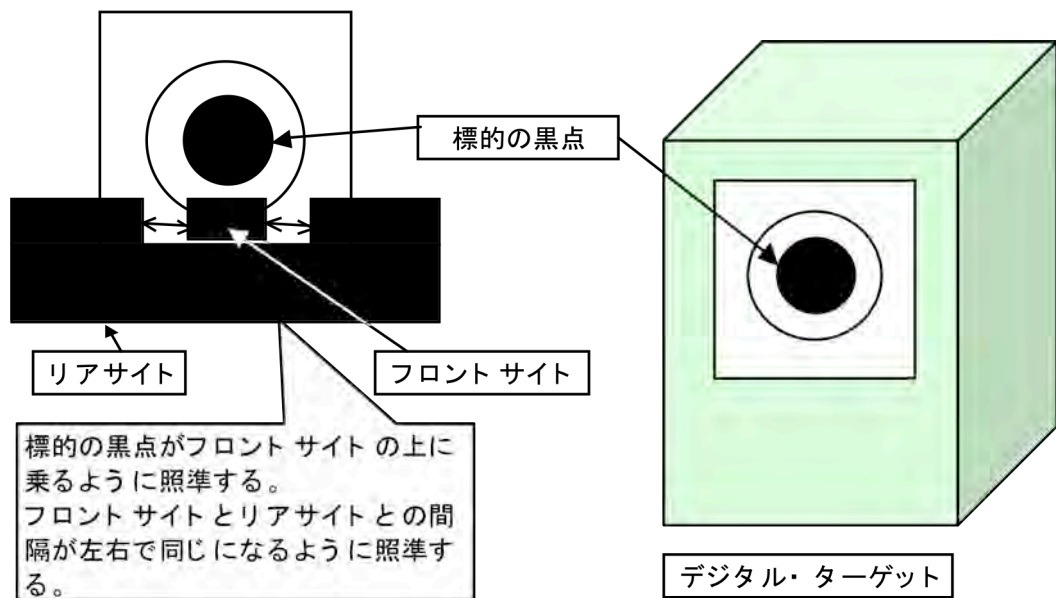 標的の黒点
リアサイト
フロントサイト
標的の黒点がフロントサイトの上に
乗るように照準する。
フロントサイトとリアサイトとの間
隔が左右で同じになるように照準す
る。
デジタル・ターゲット